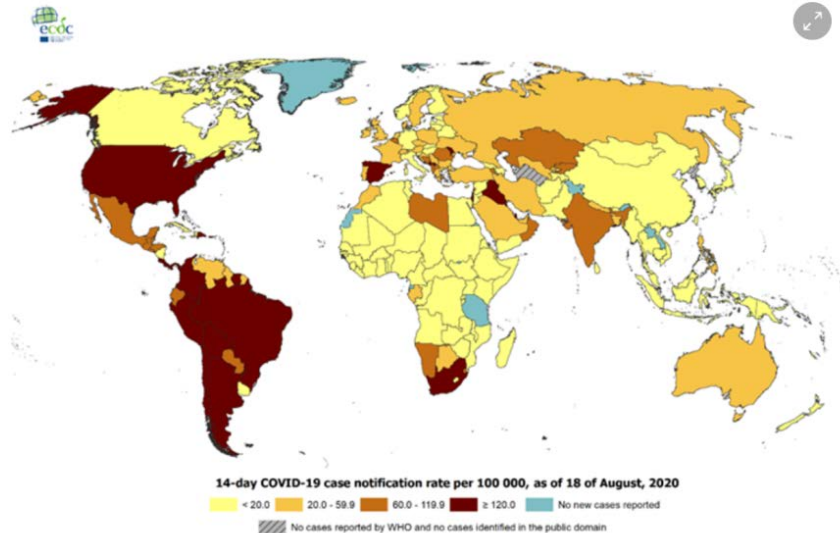 ecdc
14-day COVID-19 case notification rate per 100 000, as of 18 of August, 2020
< 20.0 20.0 - 59.9 60.0 - 119.9 ≥ 120.0 No new cases reported
No cases reported by WHO and no cases identified in the public domain